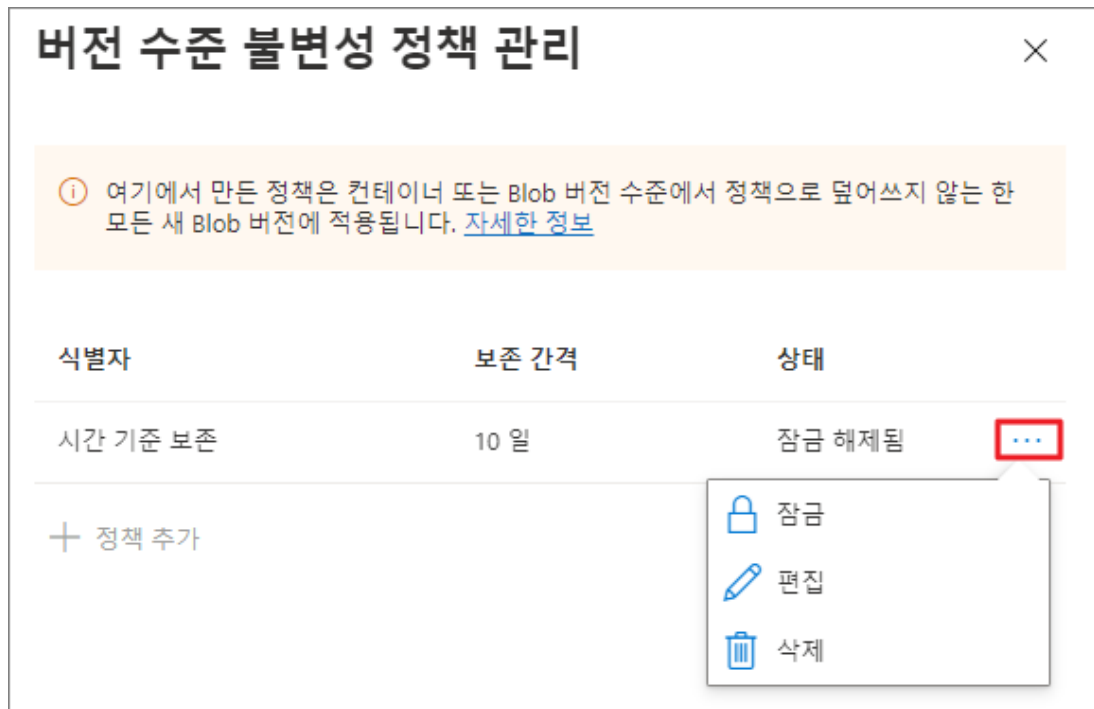 버전 수준 불변성 정책 관리
여기에서 만든 정책은 컨테이너 또는 Blob 버전 수준에서 정책으로 덮어쓰지 않는 한
모든 새 Blob 버전에 적용됩니다. 자세한 정보
식별자 보존 간격 상태
시간 기준 보존 10 일 잠금 해제됨 ...
잠금
정책 추가
편집
삭제